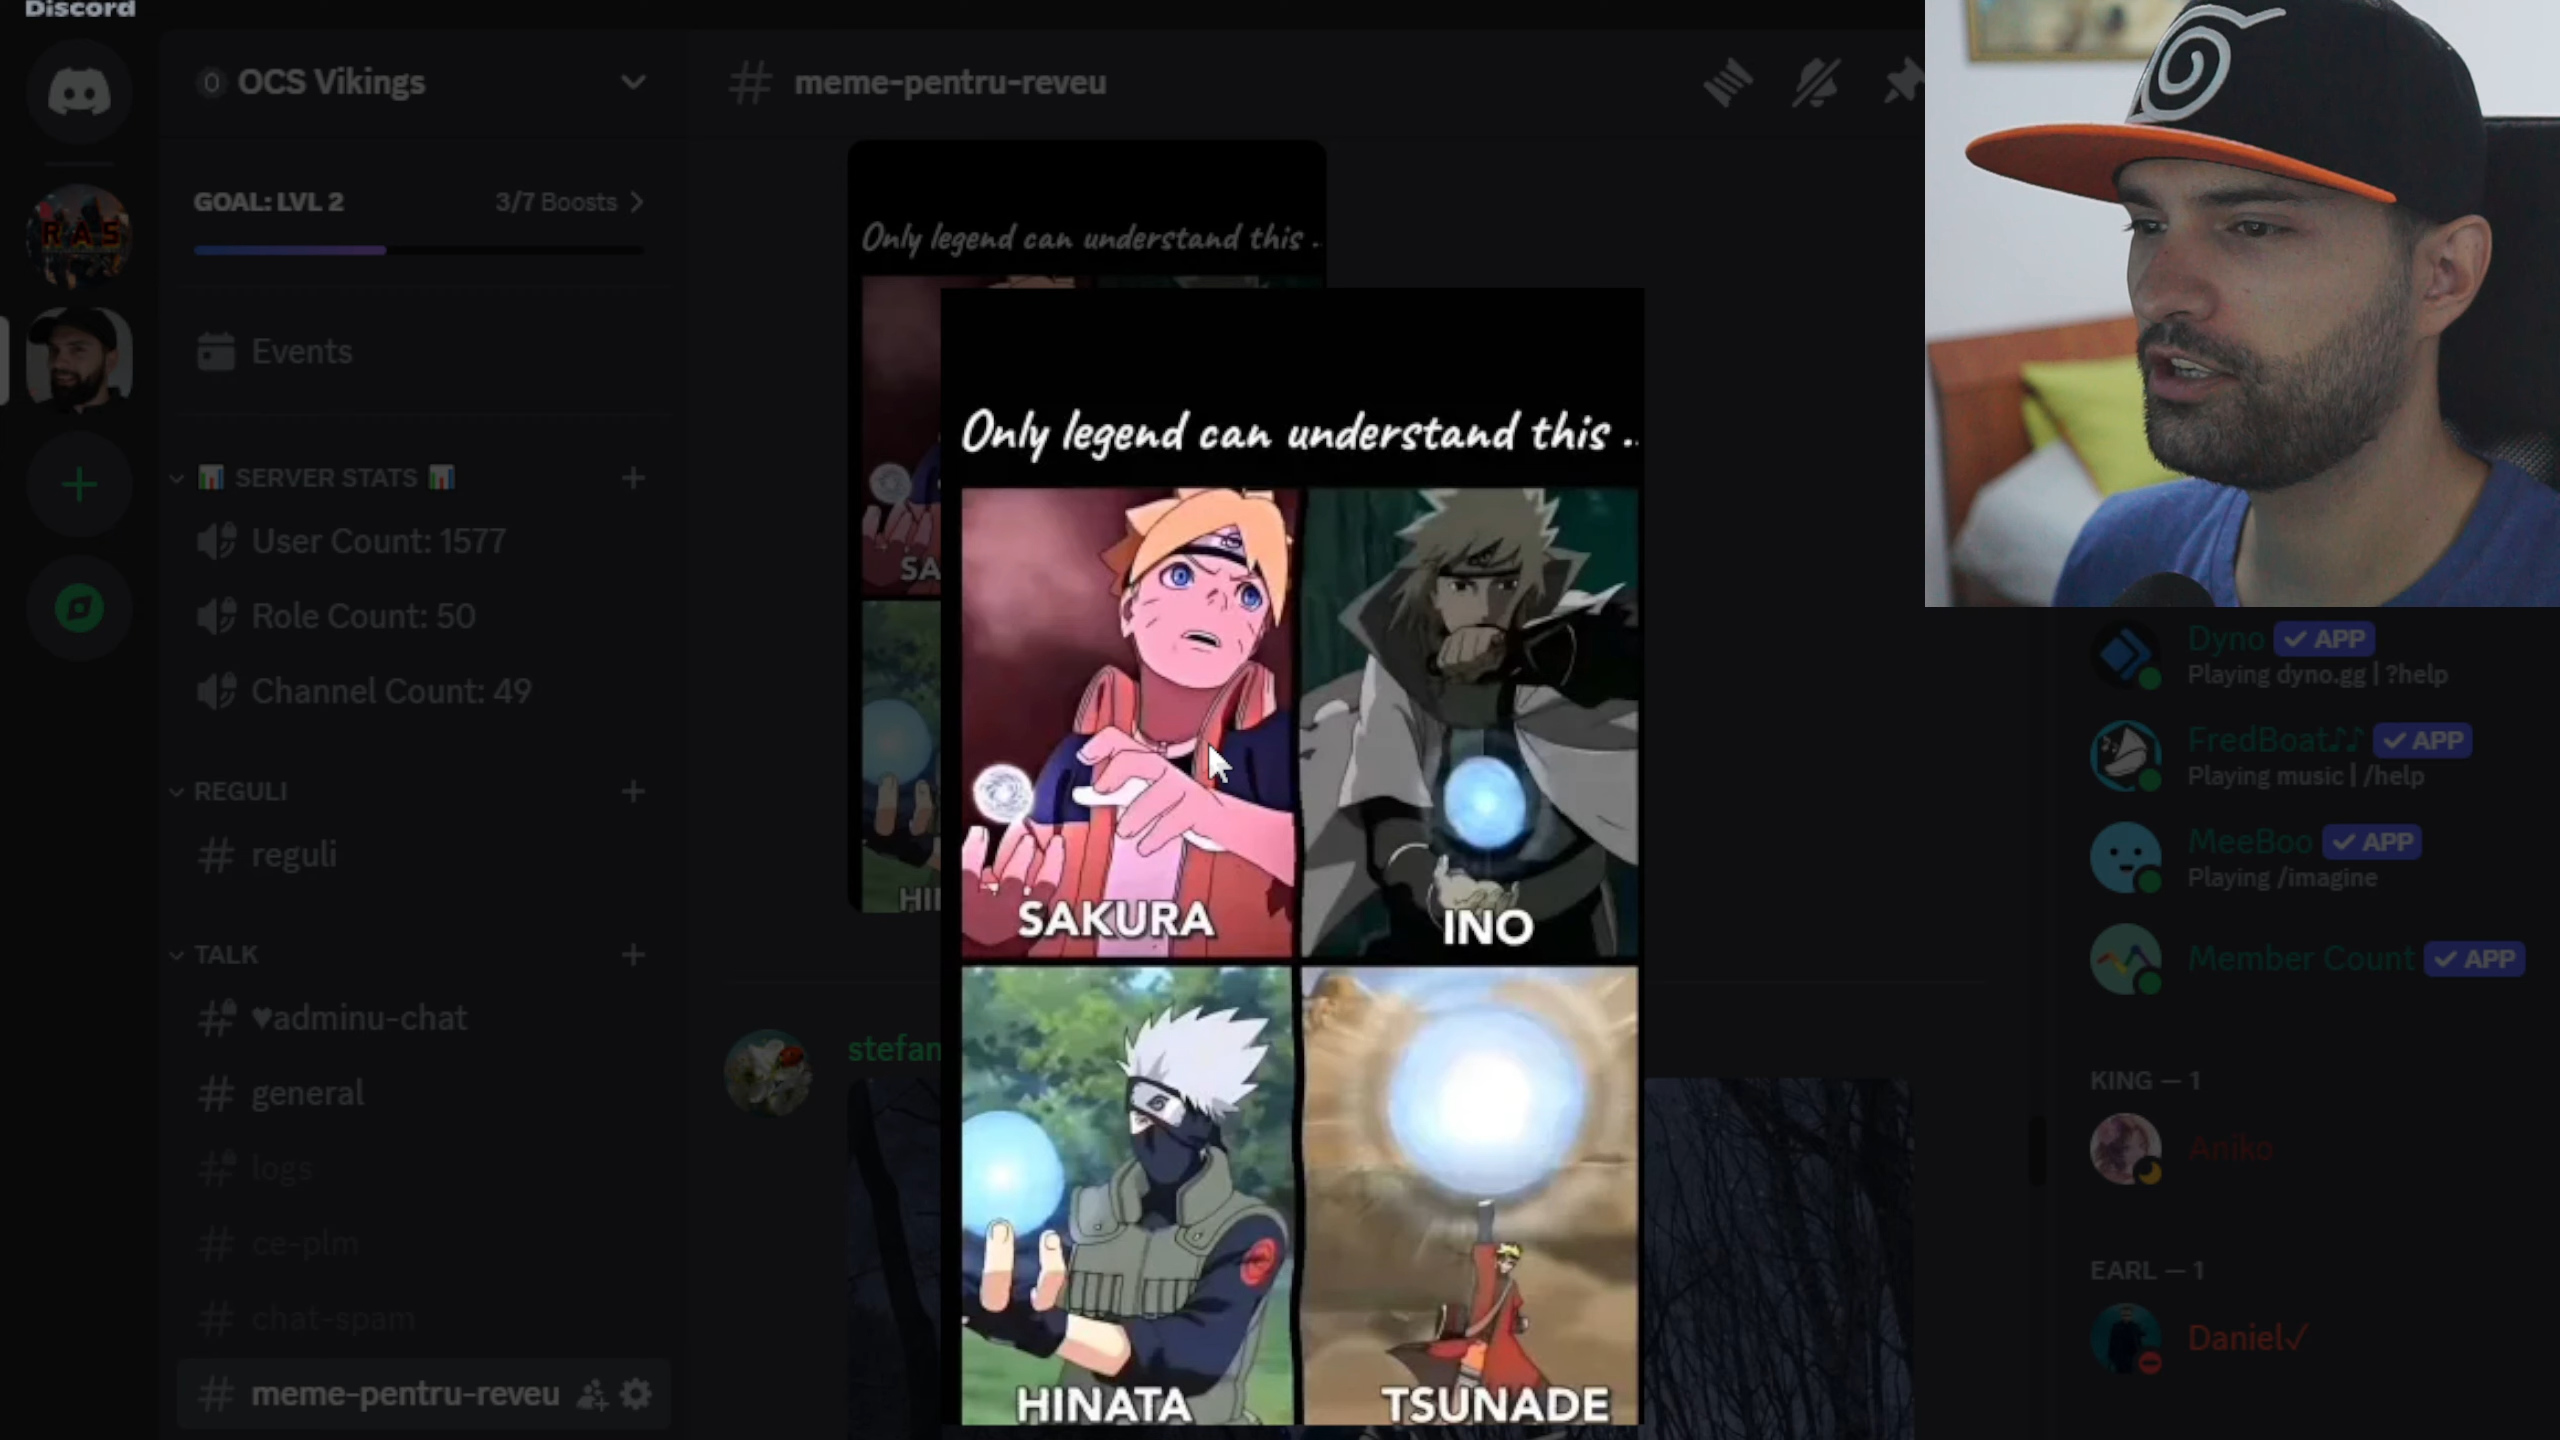 Discord
OCS Vikings
GOAL: LVL 2
3/7 Boosts
Events
SERVER STATS
User Count: 1577
Role Count: 50
Channel Count: 49
REGULI
reguli
TALK
♥adminu-chat
general
logs
ce-plm
chat-spam
meme-pentru-reveu
meme-pentru-reveu
Only legend can understand this .
SA
HI
Only legend can understand this ..
SAKURA
INO
HINATA
TSUNADE
stefan
RAS
Dyno ✓ APP
Playing dyno.gg | ?help
FredBoat♪♪ ✓ APP
Playing music | /help
MeeBoo ✓ APP
Playing /imagine
Member Count ✓ APP
KING — 1
Aniko
EARL — 1
Daniel✓